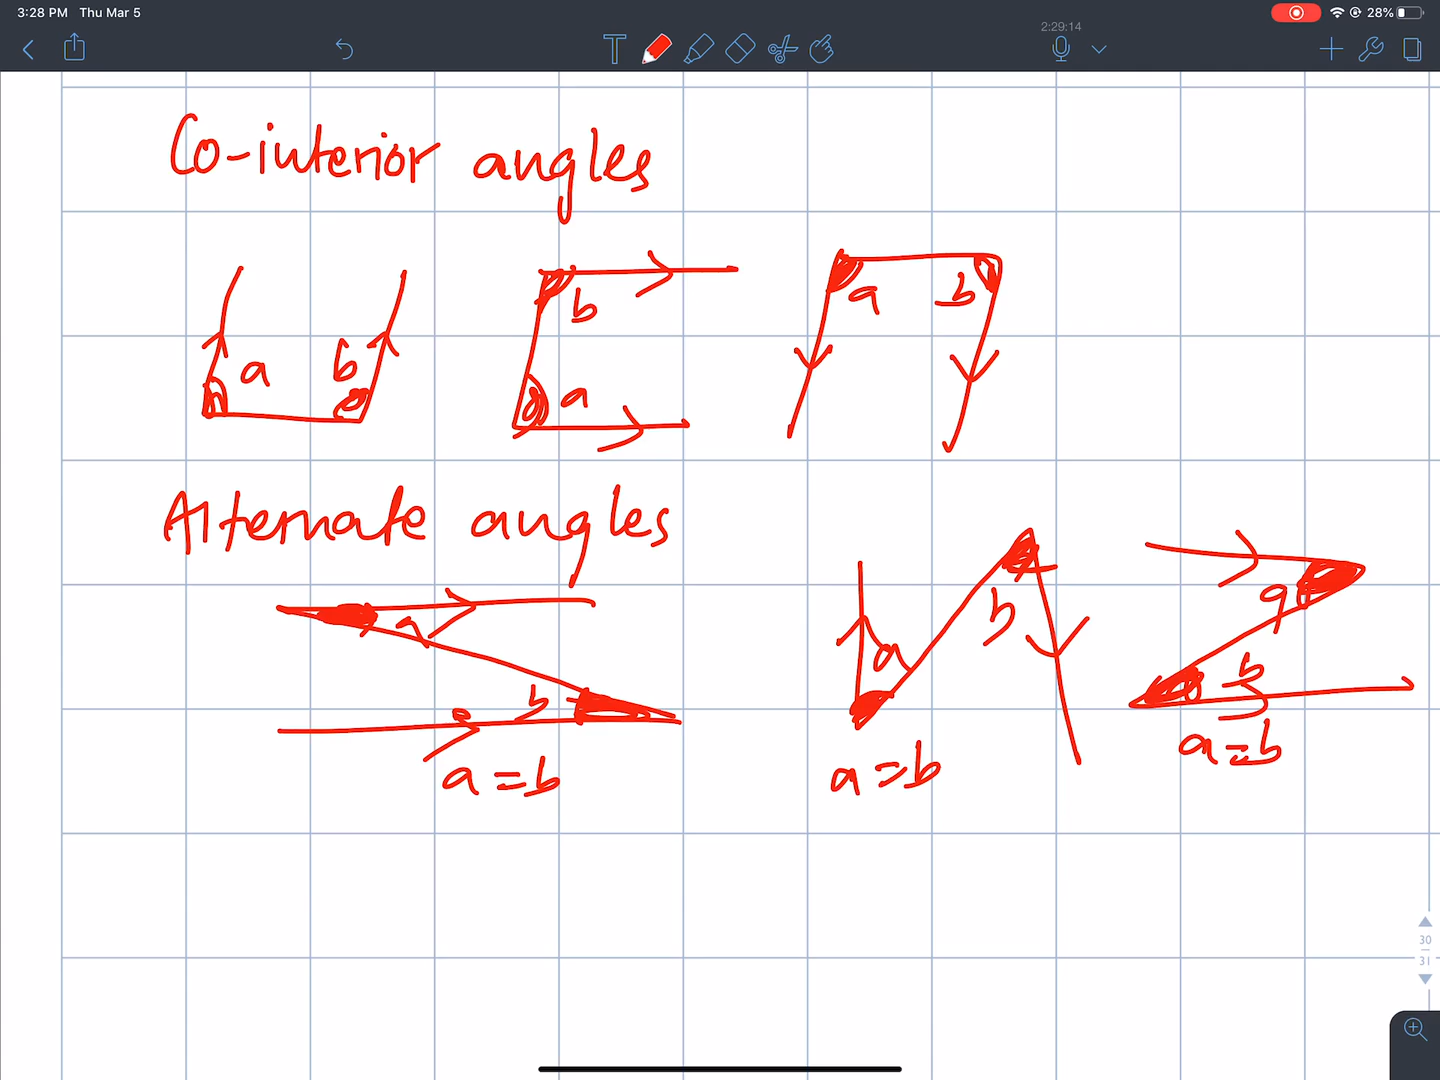 3:28 PM Thu Mar 5
28%
2:29:14
T
Co-interior angles
a b
b
a
a b
Alternate angles
a
b
a = b
a b
a = b
a
b
a = b
30
31